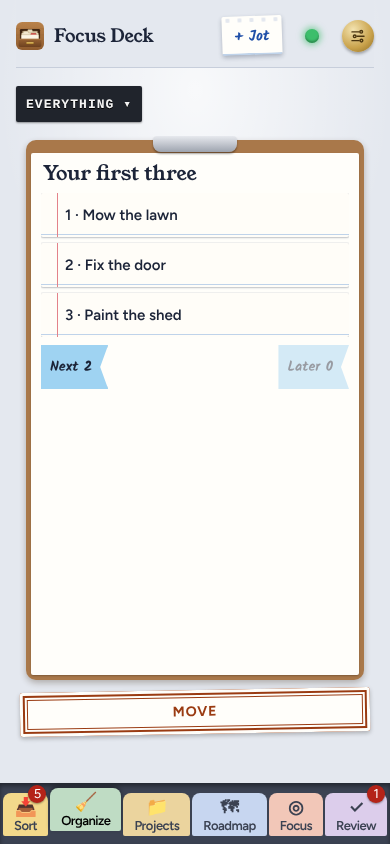 Focus Deck
+ Jot
EVERYTHING ▾
Your first three
1 · Mow the lawn
2 · Fix the door
3 · Paint the shed
Next 2
Later 0
MOVE
5
1
Sort
Organize
Projects
Roadmap
Focus
Review